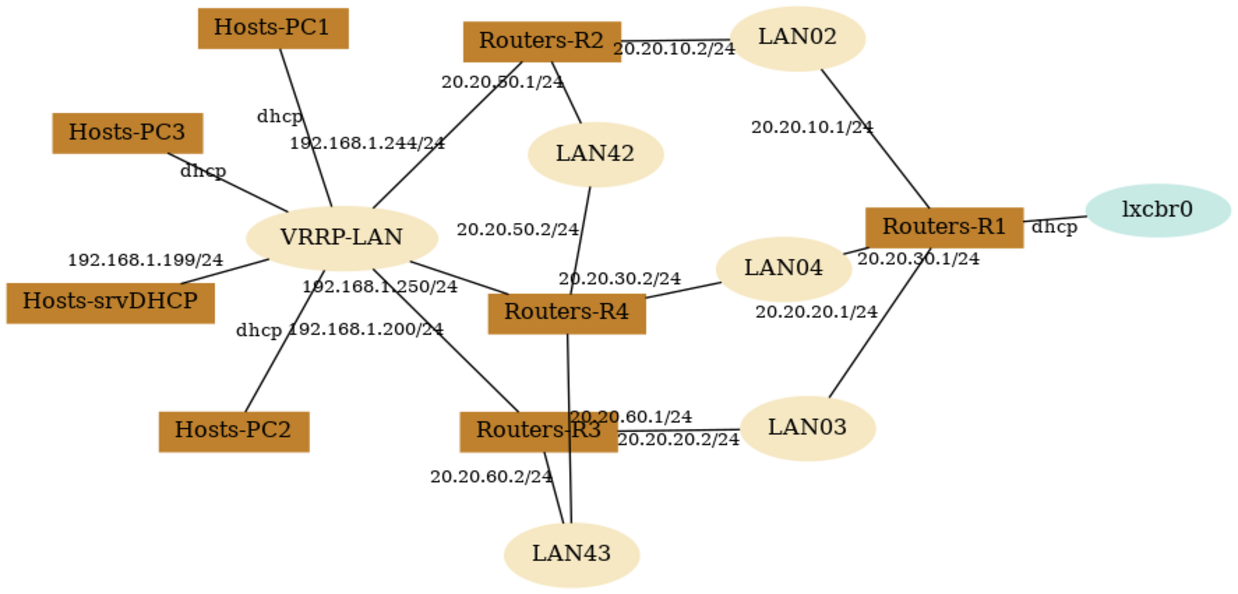 Hosts-PC1
Routers-R2
LAN02
20.20.10.2/24
20.20.50.1/24
dhcp
Hosts-PC3
20.20.10.1/24
192.168.1.244/24
LAN42
dhcp
lxcbr0
Routers-R1
dhcp
VRRP-LAN
20.20.50.2/24
192.168.1.199/24
LAN04
20.20.30.1/24
20.20.30.2/24
192.168.1.250/24
Hosts-srvDHCP
Routers-R4
20.20.20.1/24
dhcp
192.168.1.200/24
20.20.60.1/24
Hosts-PC2
Routers-R3
LAN03
20.20.20.2/24
20.20.60.2/24
LAN43